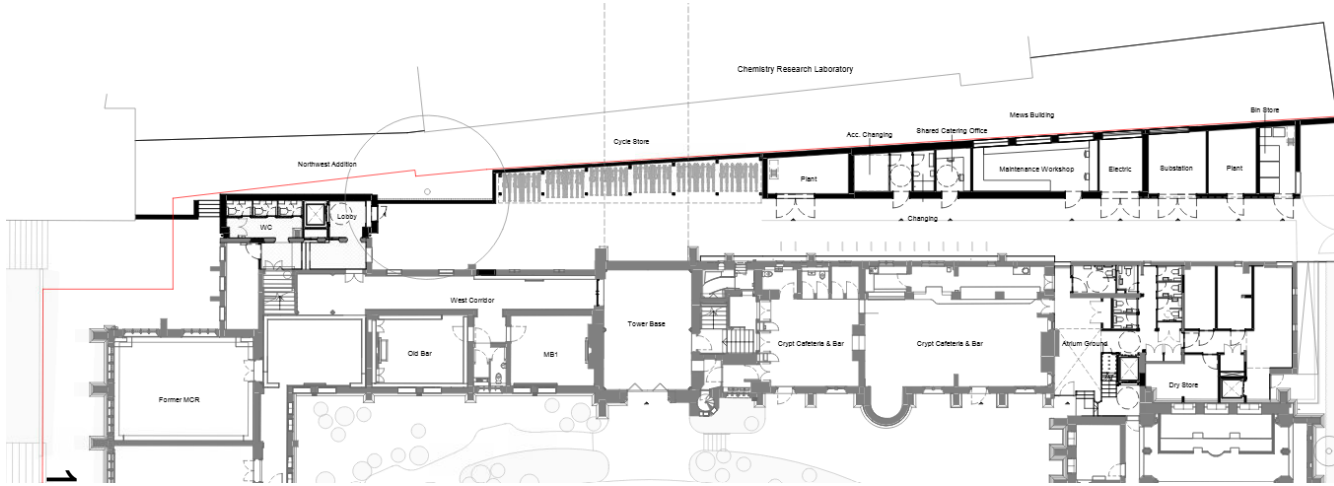 Chemistry Research Laboratory
Bin Store
Mews Building
Acc. Changing
Shared Catering Office
Cycle Store
Northwest Addition
Plant
Maintenance Workshop
Electric
Substation
Plant
Lobby
WC
Changing
West Corridor
Tower Base
Old Bar
MB1
Crypt Cafeteria & Bar
Crypt Cafeteria & Bar
Atrium Ground
Dry Store
Former MCR
1